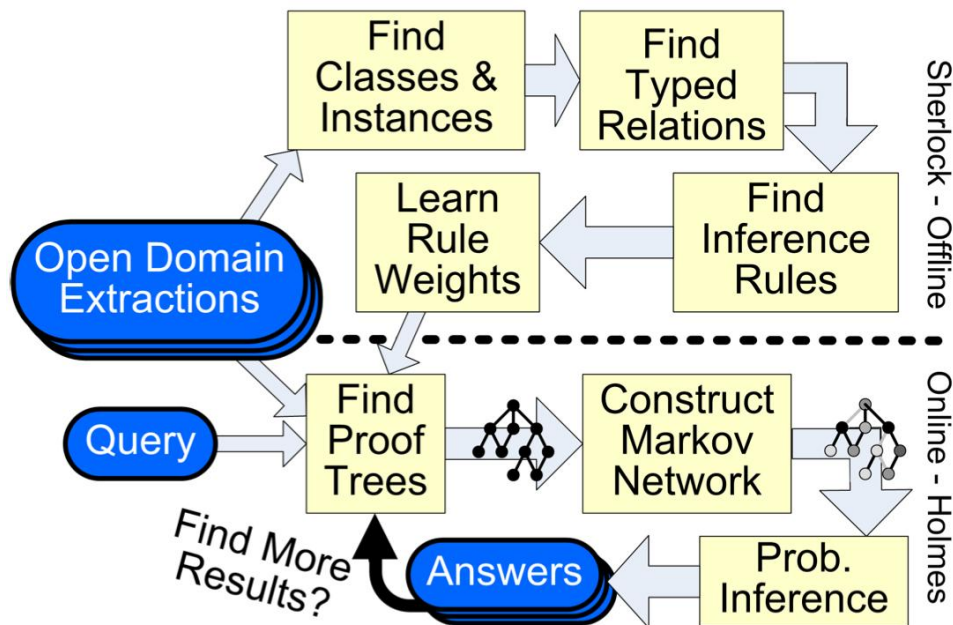 Find
Classes &
Instances
Find
Typed
Relations
Sherlock - Offline
Learn
Rule
Weights
Find
Inference
Rules
Open Domain
Extractions
Query
Find
Proof
Trees
Construct
Markov
Network
Online - Holmes
Find More
Results?
Answers
Prob.
Inference